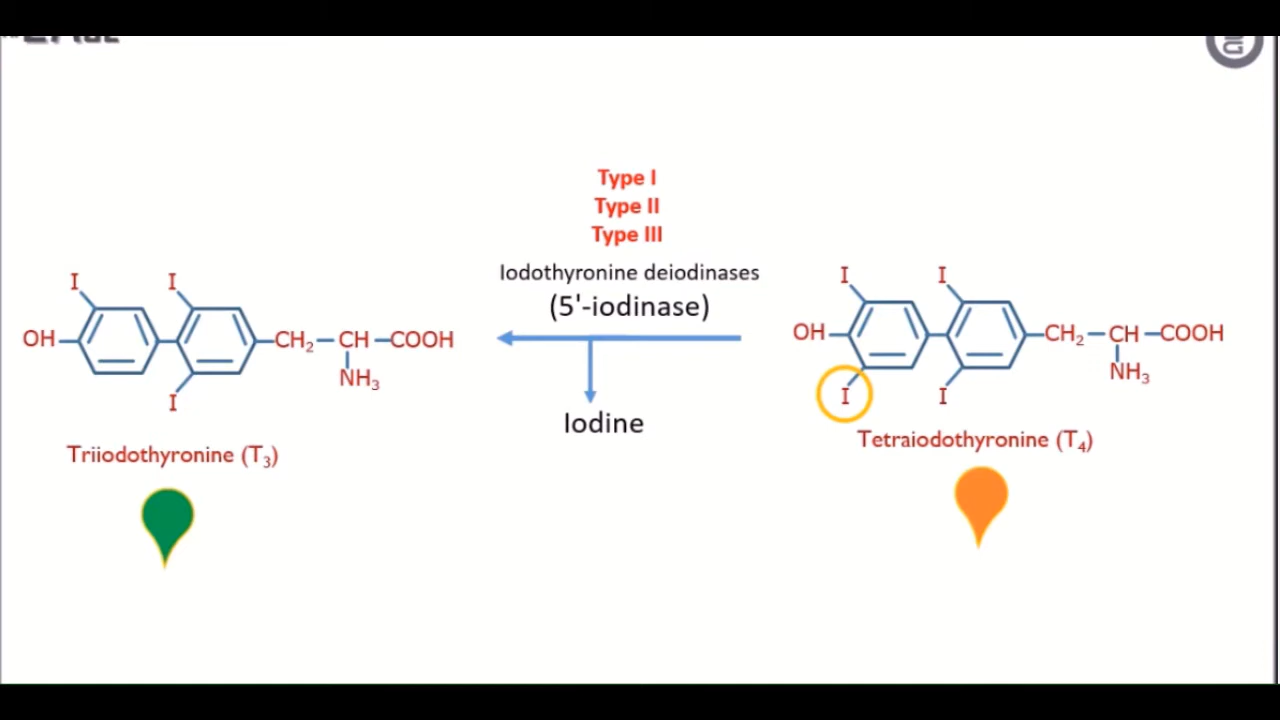 Type I
Type II
Type III
Iodothyronine deiodinases
(5'-iodinase)
Iodine
I I
OH CH₂ CH COOH
NH₃
I
Triiodothyronine (T₃)
I I
OH CH₂ CH COOH
NH₃
I I
Tetraiodothyronine (T₄)